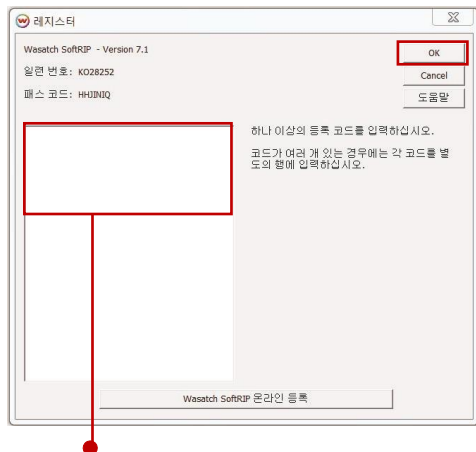 레지스터
Wasatch SoftRIP - Version 7.1
일련 번호: KO28252
패스 코드: HHJINIQ
OK
Cancel
도움말
하나 이상의 등록 코드를 입력하십시오.
코드가 여러 개 있는 경우에는 각 코드를 별
도의 행에 입력하십시오.
Wasatch SoftRIP 온라인 등록